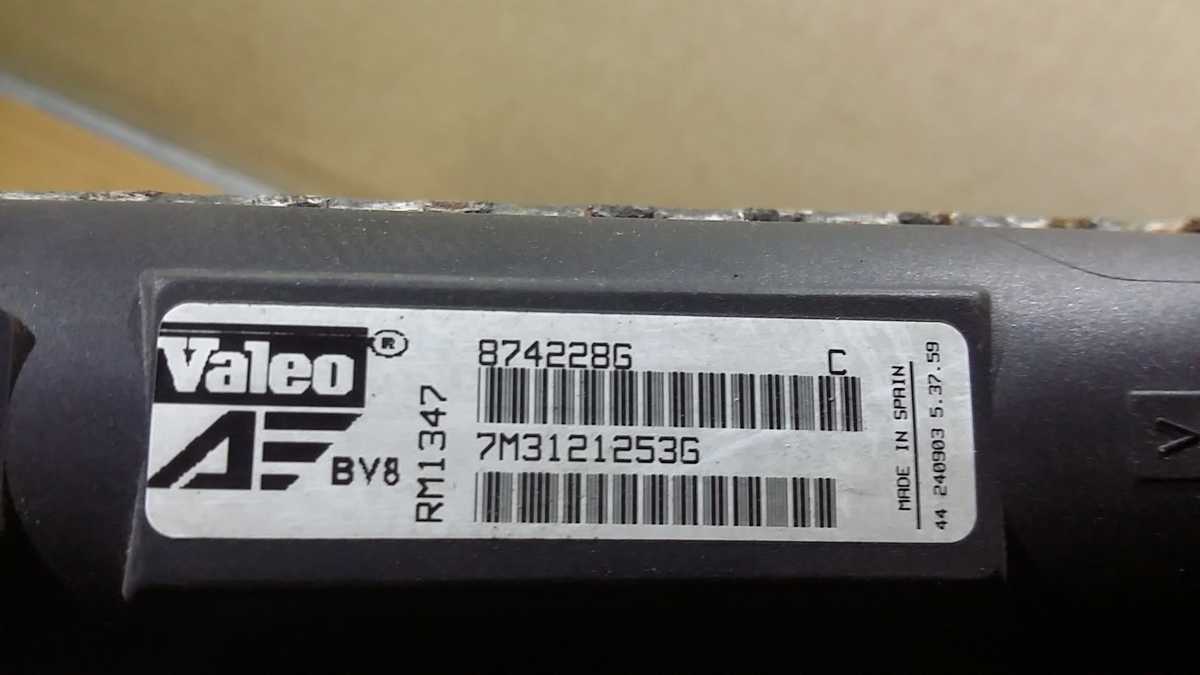 Valeo ®
BV8
RM1347
874228G C
7M3121253G
MADE IN SPAIN
44 240903 5.37.59